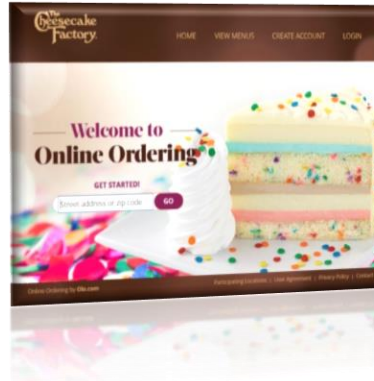 The
Cheesecake
Factory.
HOME VIEW MENUS CREATE ACCOUNT LOGIN
Welcome to
Online Ordering
GET STARTED!
Street address or zip code GO
Online Ordering by Olo.com
Participating Locations | User Agreement | Privacy Policy | Contact